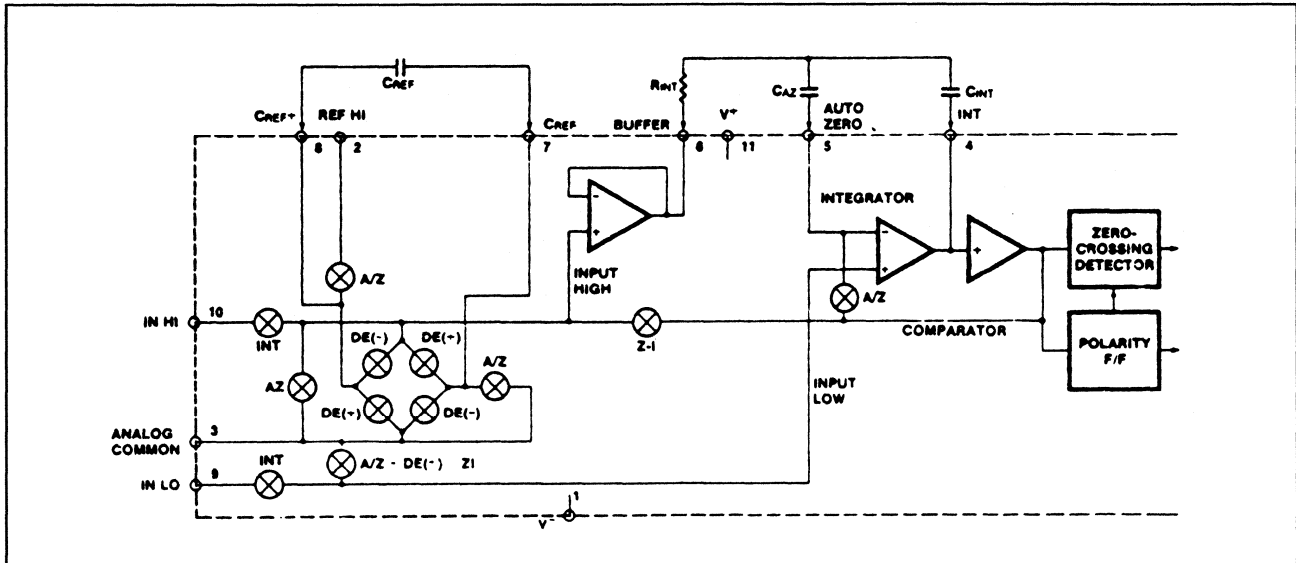 CREF
RINT
CAZ
CINT
CREF+
REF HI
CREF
BUFFER
V+
AUTO
ZERO
INT
8
2
7
6
11
5
4
INTEGRATOR
ZERO-
CROSSING
DETECTOR
-
+
-
+
+
A/Z
INPUT
HIGH
A/Z
IN HI
10
INT
Z-I
COMPARATOR
POLARITY
F/F
DE(-)
DE(+)
A/Z
AZ
DE(+)
DE(-)
INPUT
LOW
ANALOG
COMMON
3
INT
A/Z - DE(-) ZI
IN LO
9
1
V-